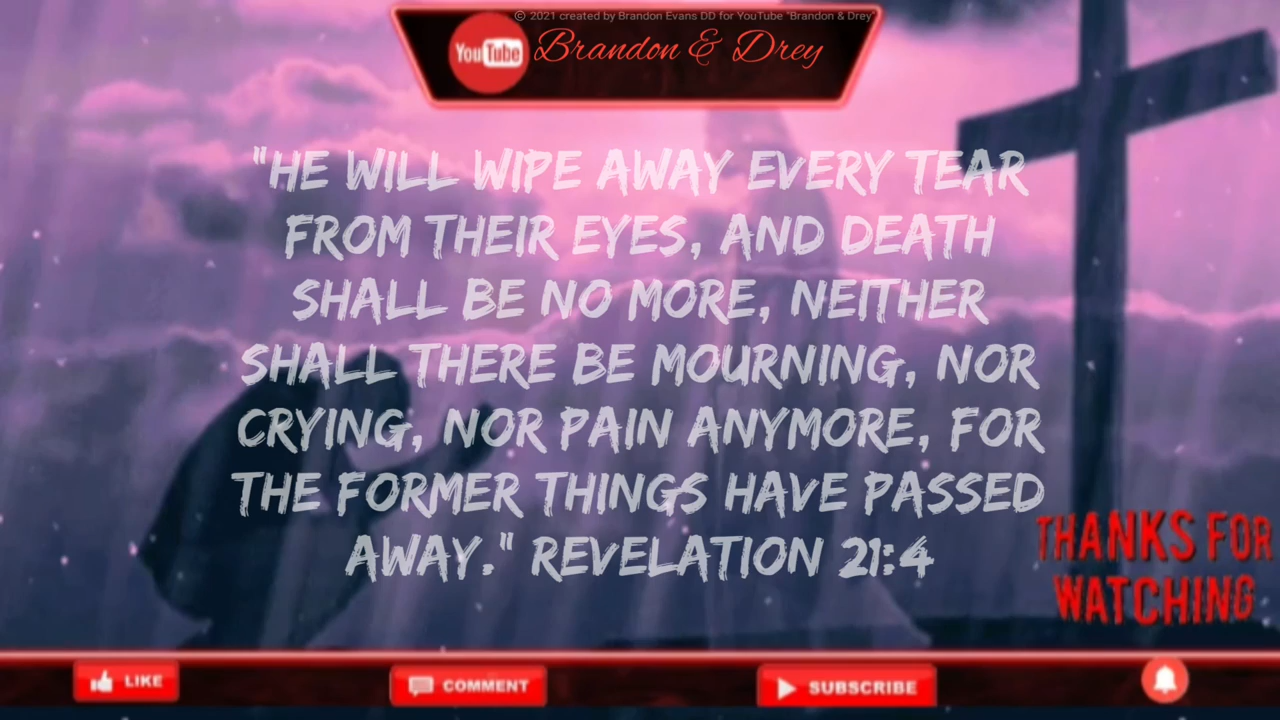 © 2021 created by Brandon Evans DD for YouTube "Brandon & Drey"
YouTube Brandon & Drey
"HE WILL WIPE AWAY EVERY TEAR
FROM THEIR EYES, AND DEATH
SHALL BE NO MORE, NEITHER
SHALL THERE BE MOURNING, NOR
CRYING, NOR PAIN ANYMORE, FOR
THE FORMER THINGS HAVE PASSED
AWAY." REVELATION 21:4
THANKS FOR
WATCHING
LIKE
COMMENT
SUBSCRIBE